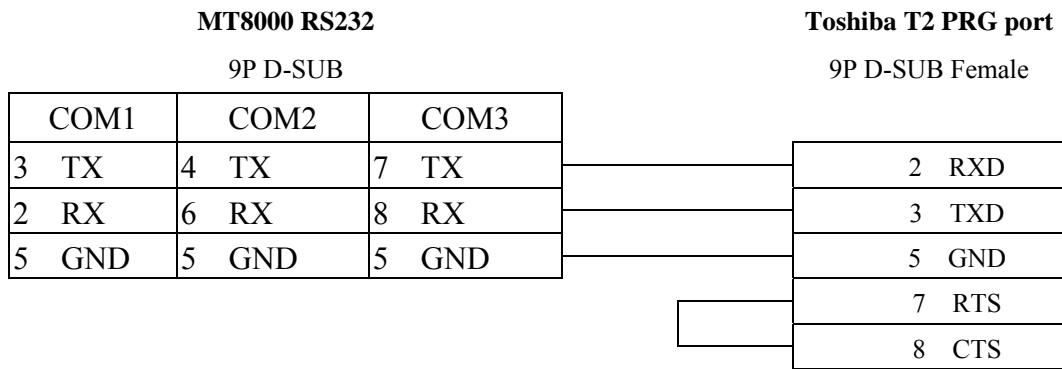 MT8000 RS232 Toshiba T2 PRG port
9P D-SUB 9P D-SUB Female
COM1 COM2 COM3
3 TX 4 TX 7 TX 2 RXD
2 RX 6 RX 8 RX 3 TXD
5 GND 5 GND 5 GND 5 GND
7 RTS
8 CTS